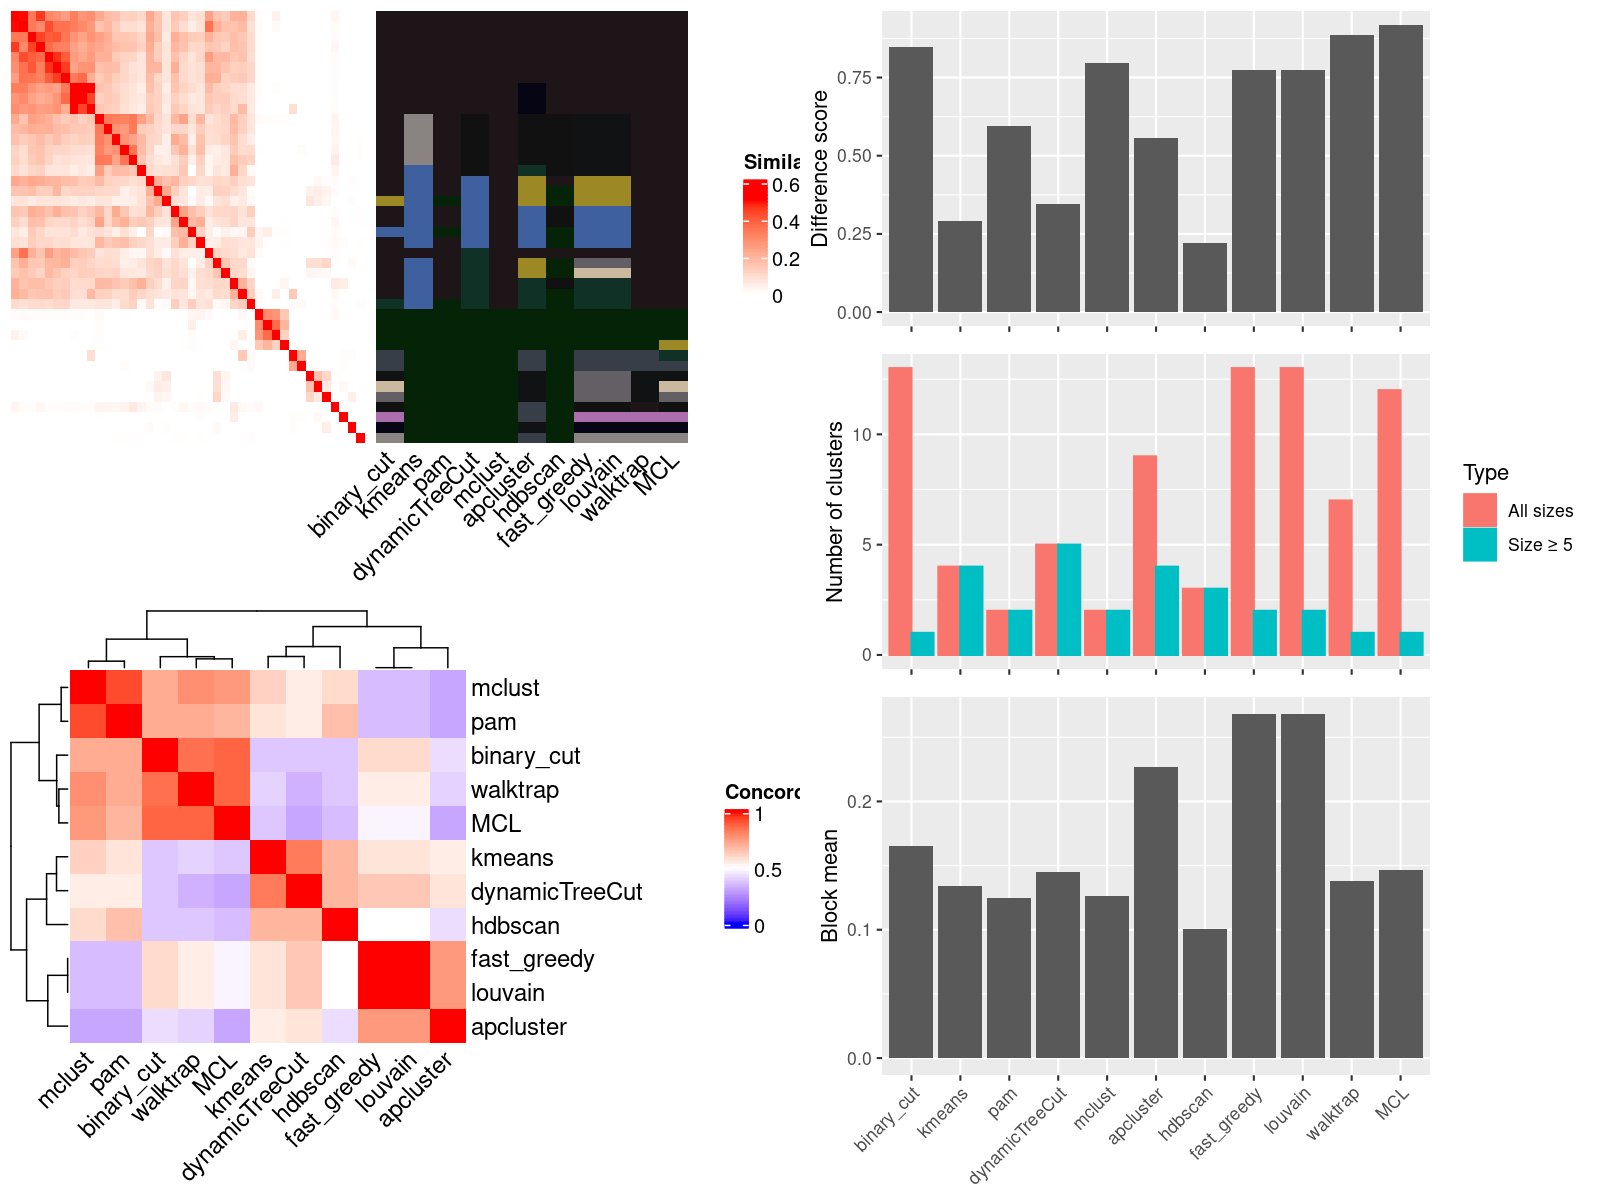 Simila
0.6
0.4
0.2
0
binary_cut
kmeans
pam
dynamicTreeCut
mclust
apcluster
hdbscan
fast_greedy
louvain
walktrap
MCL
mclust
pam
binary_cut
walktrap
MCL
kmeans
dynamicTreeCut
hdbscan
fast_greedy
louvain
apcluster
Concord
1
0.5
0
mclust
pam
binary_cut
walktrap
MCL
kmeans
dynamicTreeCut
hdbscan
fast_greedy
louvain
apcluster
Difference score
0.75
0.50
0.25
0.00
Number of clusters
10
5
0
Type
All sizes
Size ≥ 5
Block mean
0.2
0.1
0.0
binary_cut
kmeans
pam
dynamicTreeCut
mclust
apcluster
hdbscan
fast_greedy
louvain
walktrap
MCL